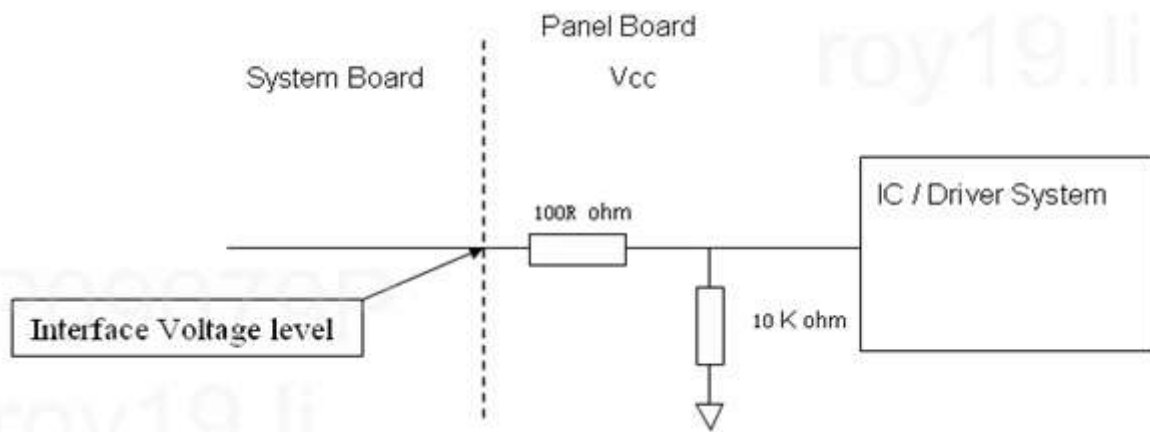 Panel Board
roy19.li
System Board
Vcc
IC / Driver System
100R ohm
Interface Voltage level
10 K ohm
roy19.li